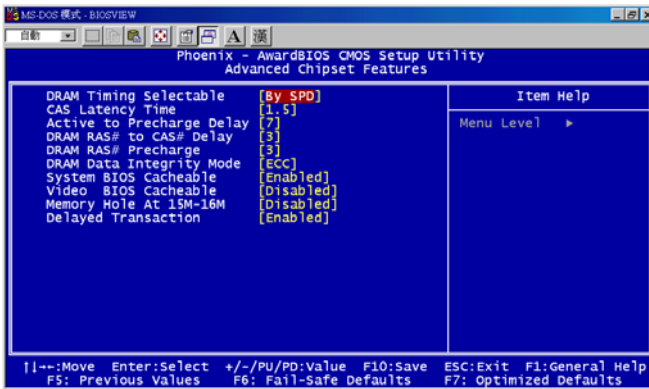 MS-DOS 模式 - BIOSVIEW
自動 A 漢
Phoenix - AwardBIOS CMOS Setup Utility
Advanced Chipset Features
DRAM Timing Selectable [By SPD]
CAS Latency Time [1.5]
Active to Precharge Delay [7]
DRAM RAS# to CAS# Delay [3]
DRAM RAS# Precharge [3]
DRAM Data Integrity Mode [ECC]
System BIOS Cacheable [Enabled]
Video BIOS Cacheable [Disabled]
Memory Hole At 15M-16M [Disabled]
Delayed Transaction [Enabled]
Item Help
Menu Level ▶
↑↓→←:Move Enter:Select +/-/PU/PD:Value F10:Save ESC:Exit F1:General Help
F5: Previous Values F6: Fail-Safe Defaults F7: Optimized Defaults